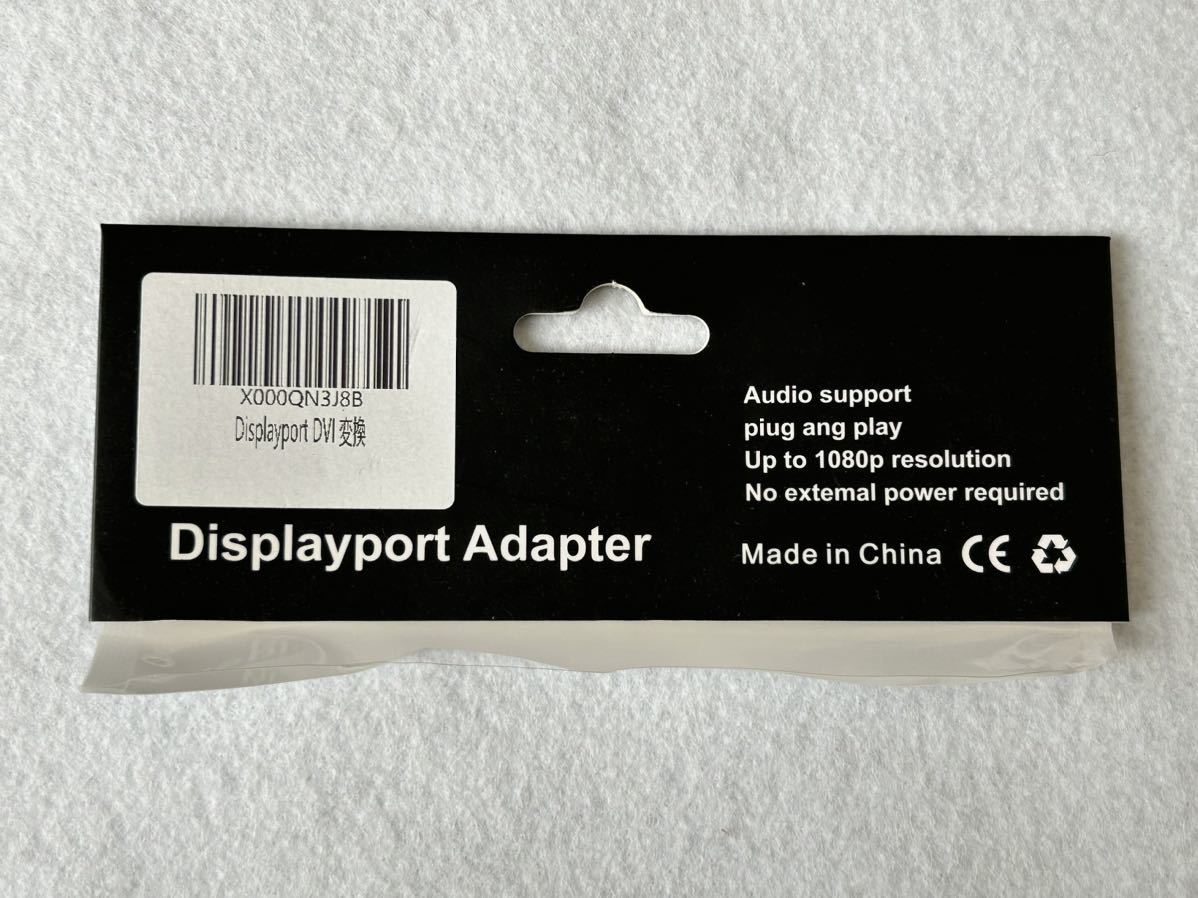 X000QN3J8B
Displayport DVI 変換
Displayport Adapter
Audio support
piug ang play
Up to 1080p resolution
No extemal power required
Made in China CE